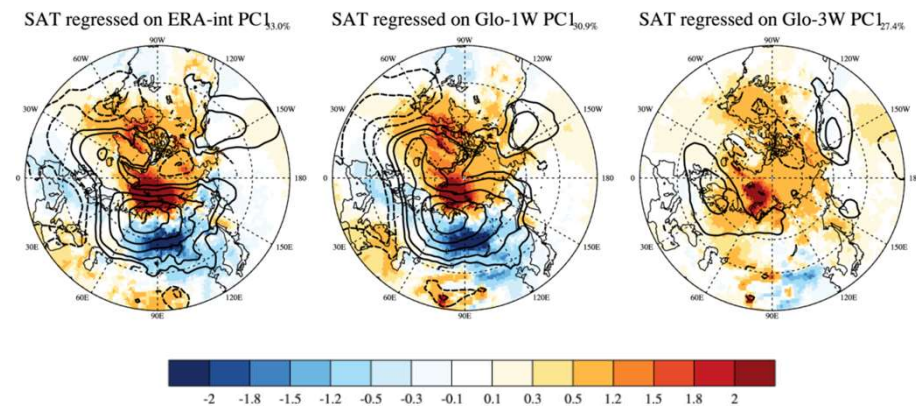 SAT regressed on ERA-int PC1 33.0%
SAT regressed on Glo-1W PC1 30.9%
SAT regressed on Glo-3W PC1 27.4%
90W 90W 90W
60W 120W 60W 120W 60W 120W
30W 150W 30W 150W 30W 150W
0 180 0 180 0 180
30E 150E 30E 150E 30E 150E
60E 120E 60E 120E 60E 120E
90E 90E 90E
-2 -1.8 -1.5 -1.2 -0.5 -0.3 -0.1 0.1 0.3 0.5 1.2 1.5 1.8 2